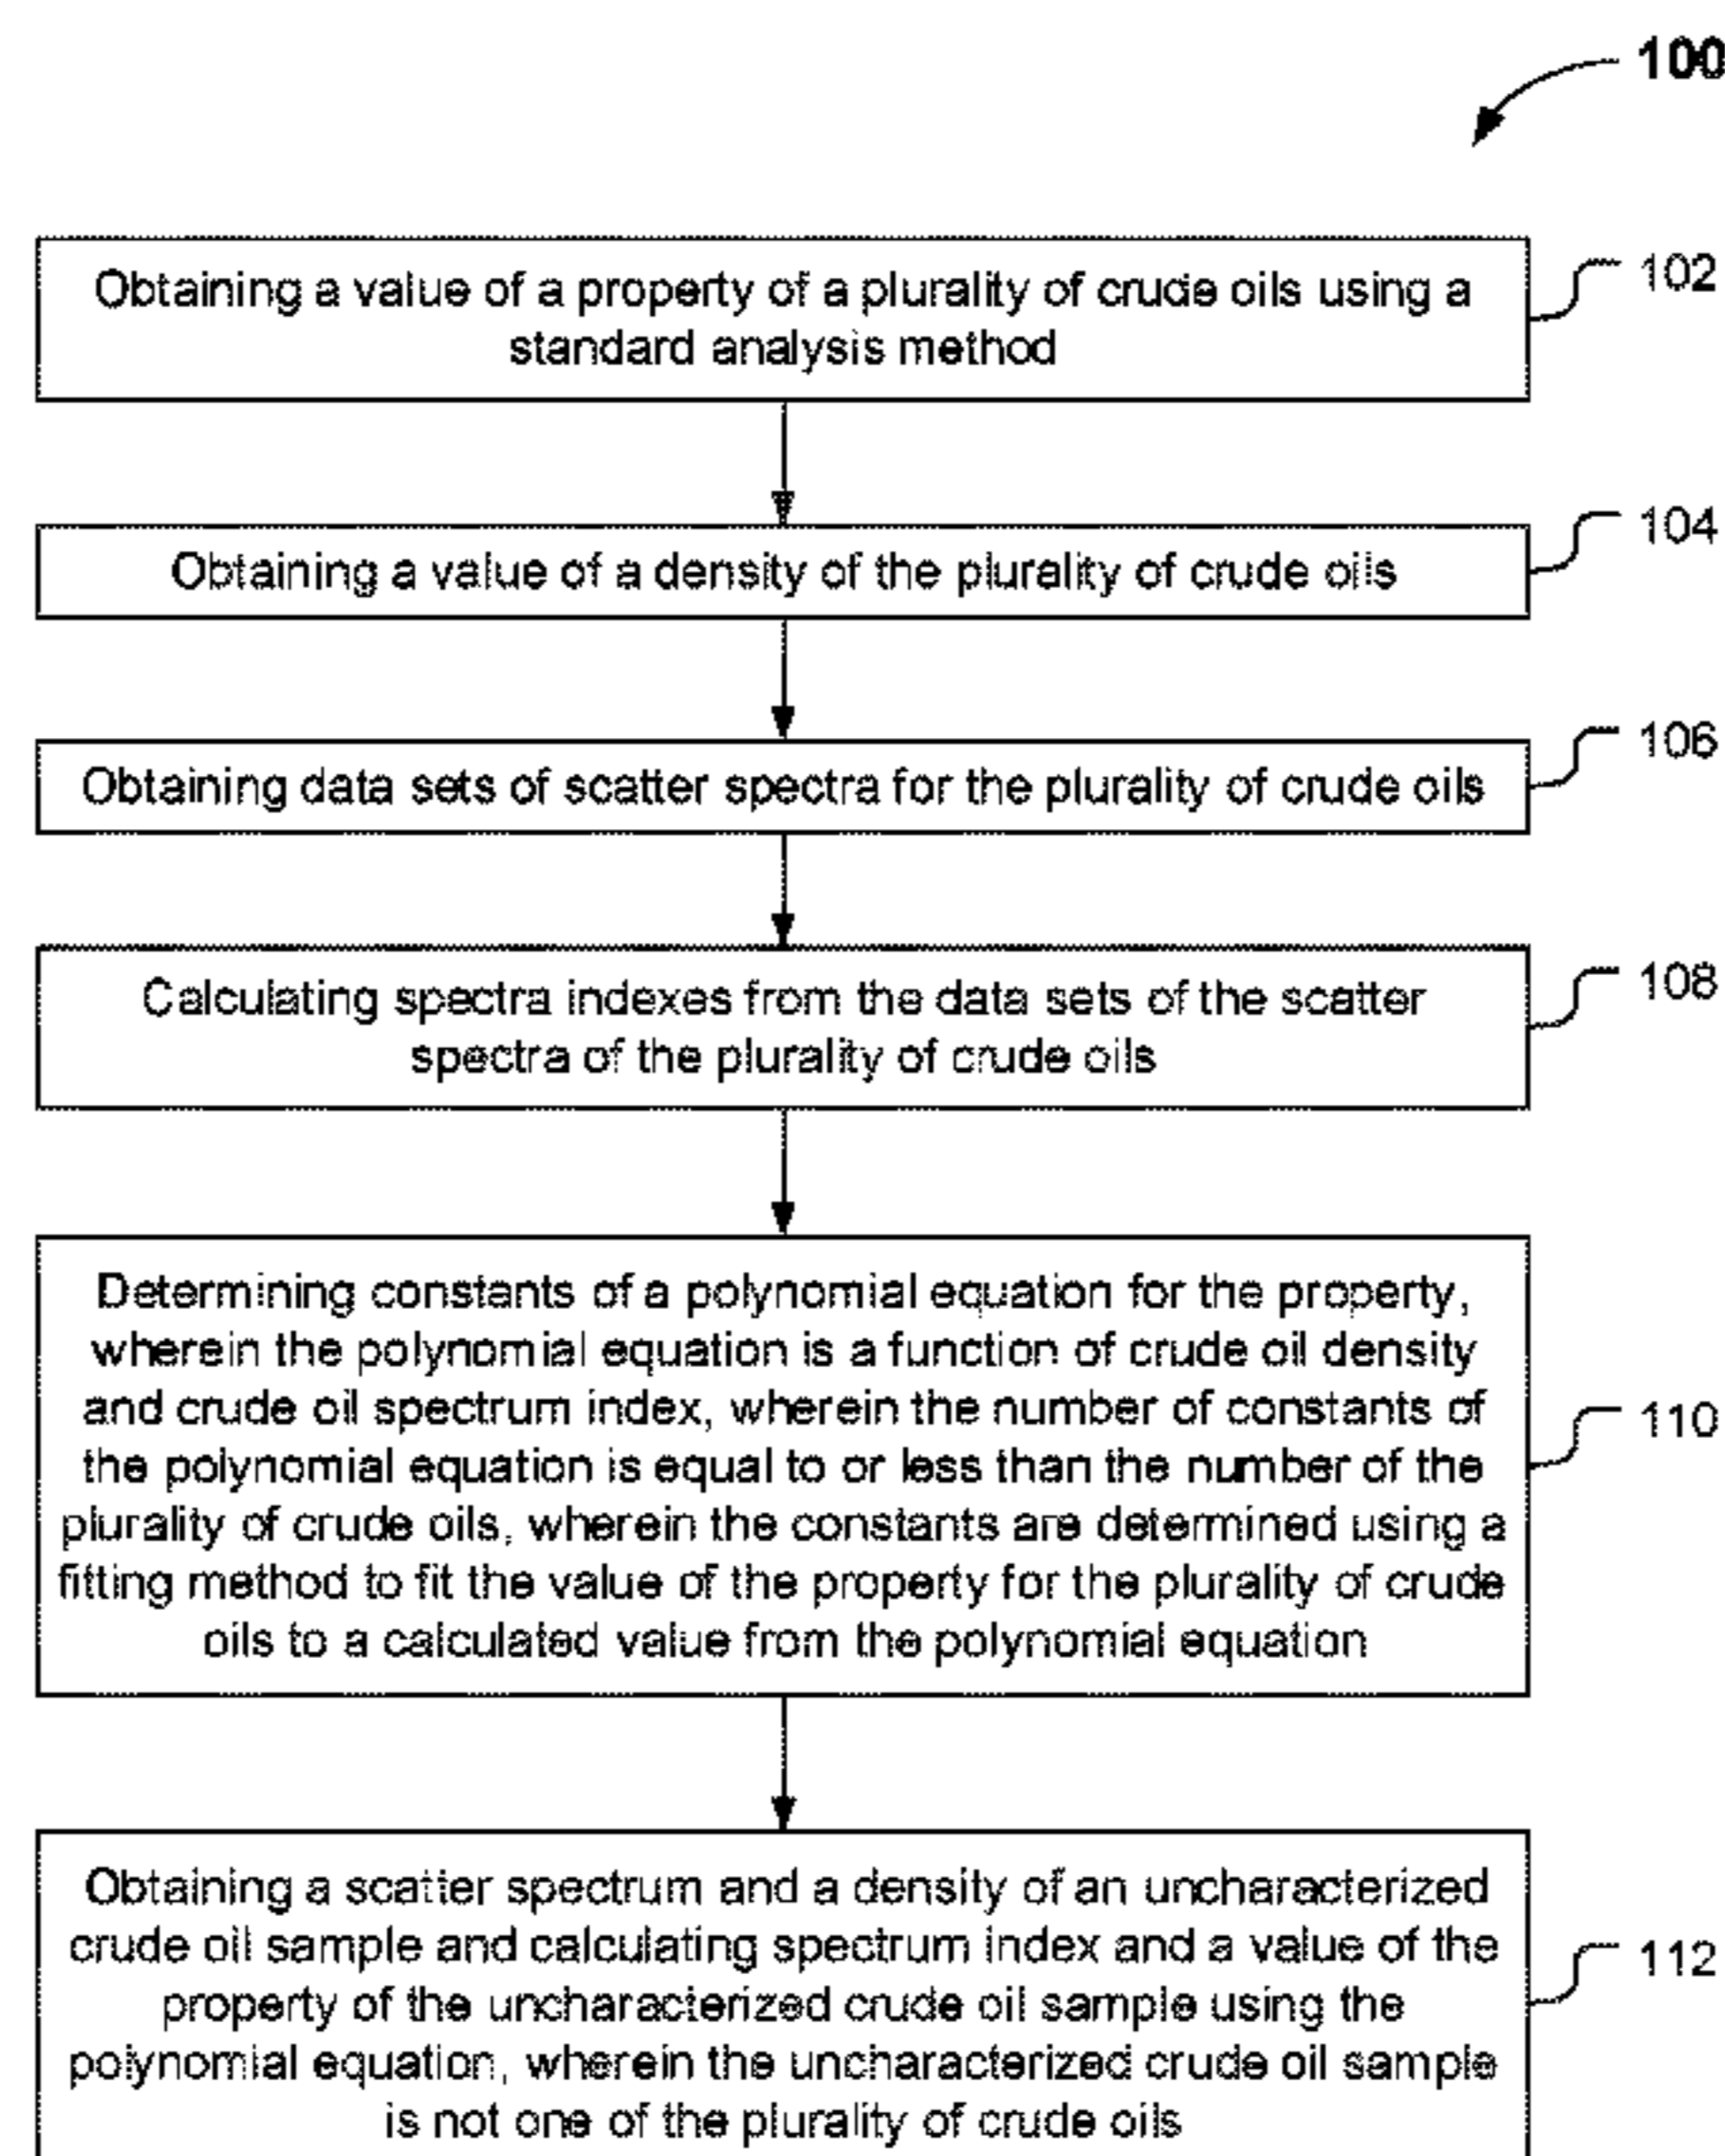 100
Obtaining a value of a property of a plurality of crude oils using a
standard analysis method
102
Obtaining a value of a density of the plurality of crude oils
104
Obtaining data sets of scatter spectra for the plurality of crude oils
106
Calculating spectra indexes from the data sets of the scatter
spectra of the plurality of crude oils
108
Determining constants of a polynomial equation for the property,
wherein the polynomial equation is a function of crude oil density
and crude oil spectrum index, wherein the number of constants of
the polynomial equation is equal to or less than the number of the
plurality of crude oils, wherein the constants are determined using a
fitting method to fit the value of the property for the plurality of crude
oils to a calculated value from the polynomial equation
110
Obtaining a scatter spectrum and a density of an uncharacterized
crude oil sample and calculating spectrum index and a value of the
property of the uncharacterized crude oil sample using the
polynomial equation, wherein the uncharacterized crude oil sample
is not one of the plurality of crude oils
112